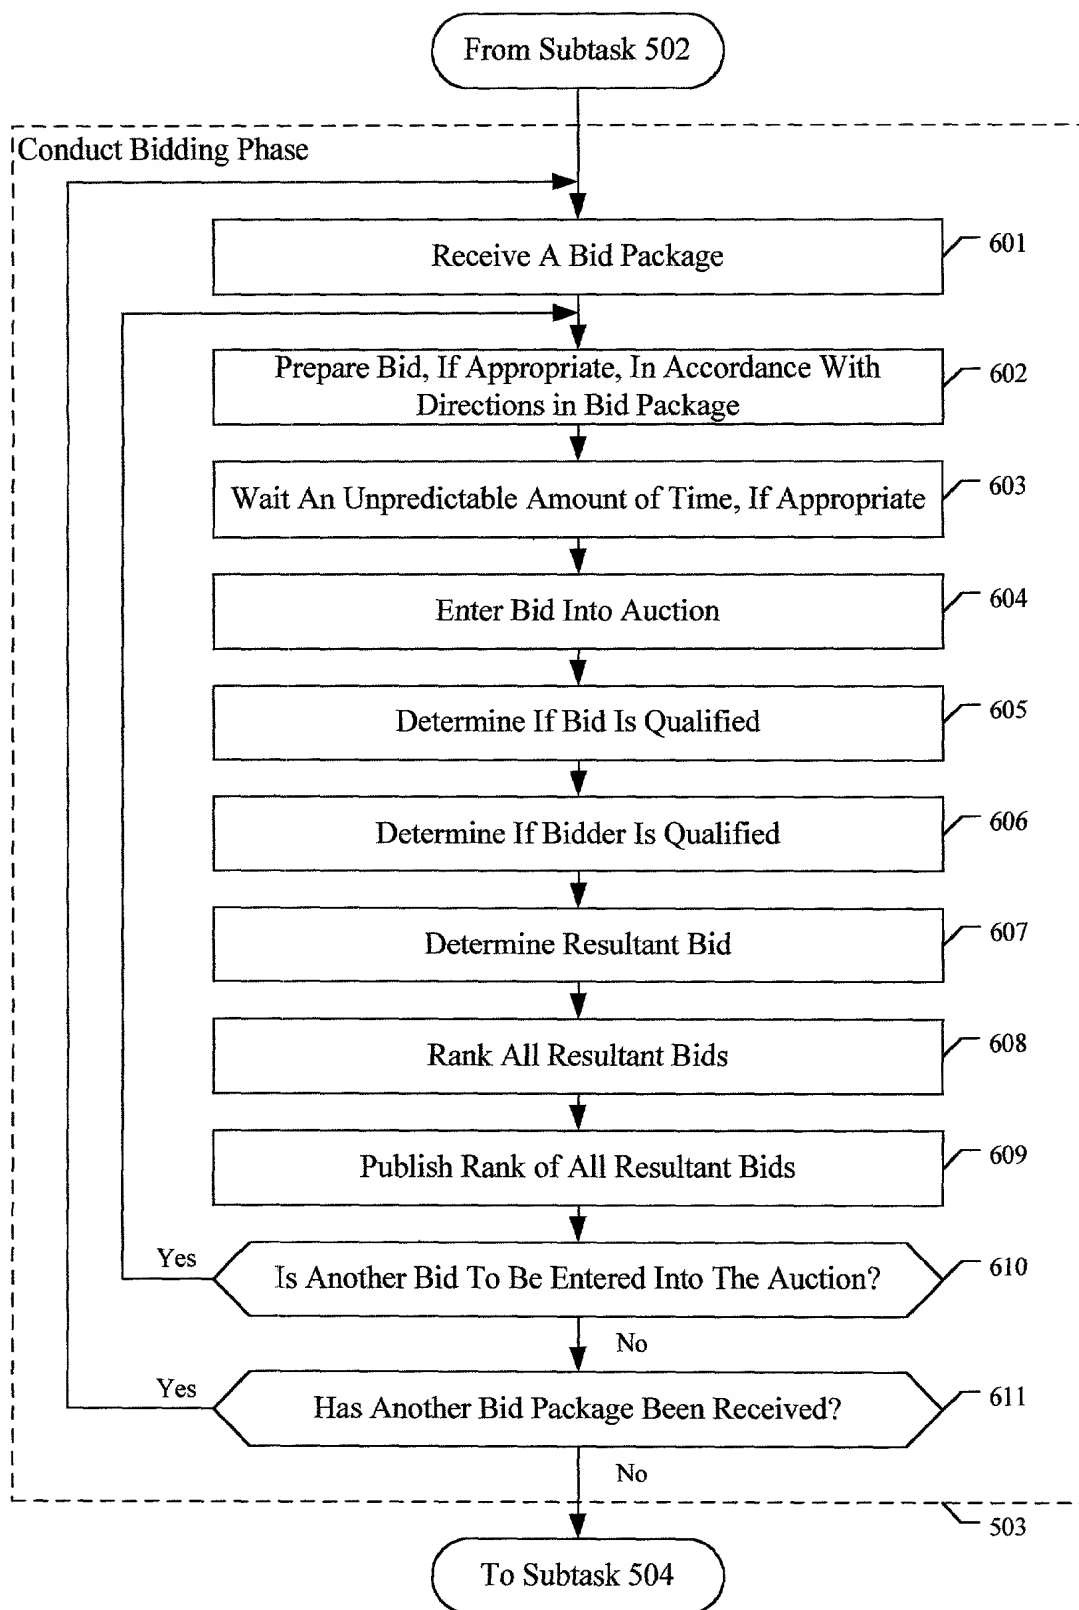 From Subtask 502
Conduct Bidding Phase
Receive A Bid Package
601
Prepare Bid, If Appropriate, In Accordance With
Directions in Bid Package
602
Wait An Unpredictable Amount of Time, If Appropriate
603
Enter Bid Into Auction
604
Determine If Bid Is Qualified
605
Determine If Bidder Is Qualified
606
Determine Resultant Bid
607
Rank All Resultant Bids
608
Publish Rank of All Resultant Bids
609
Yes
Is Another Bid To Be Entered Into The Auction?
610
No
Yes
Has Another Bid Package Been Received?
611
No
503
To Subtask 504